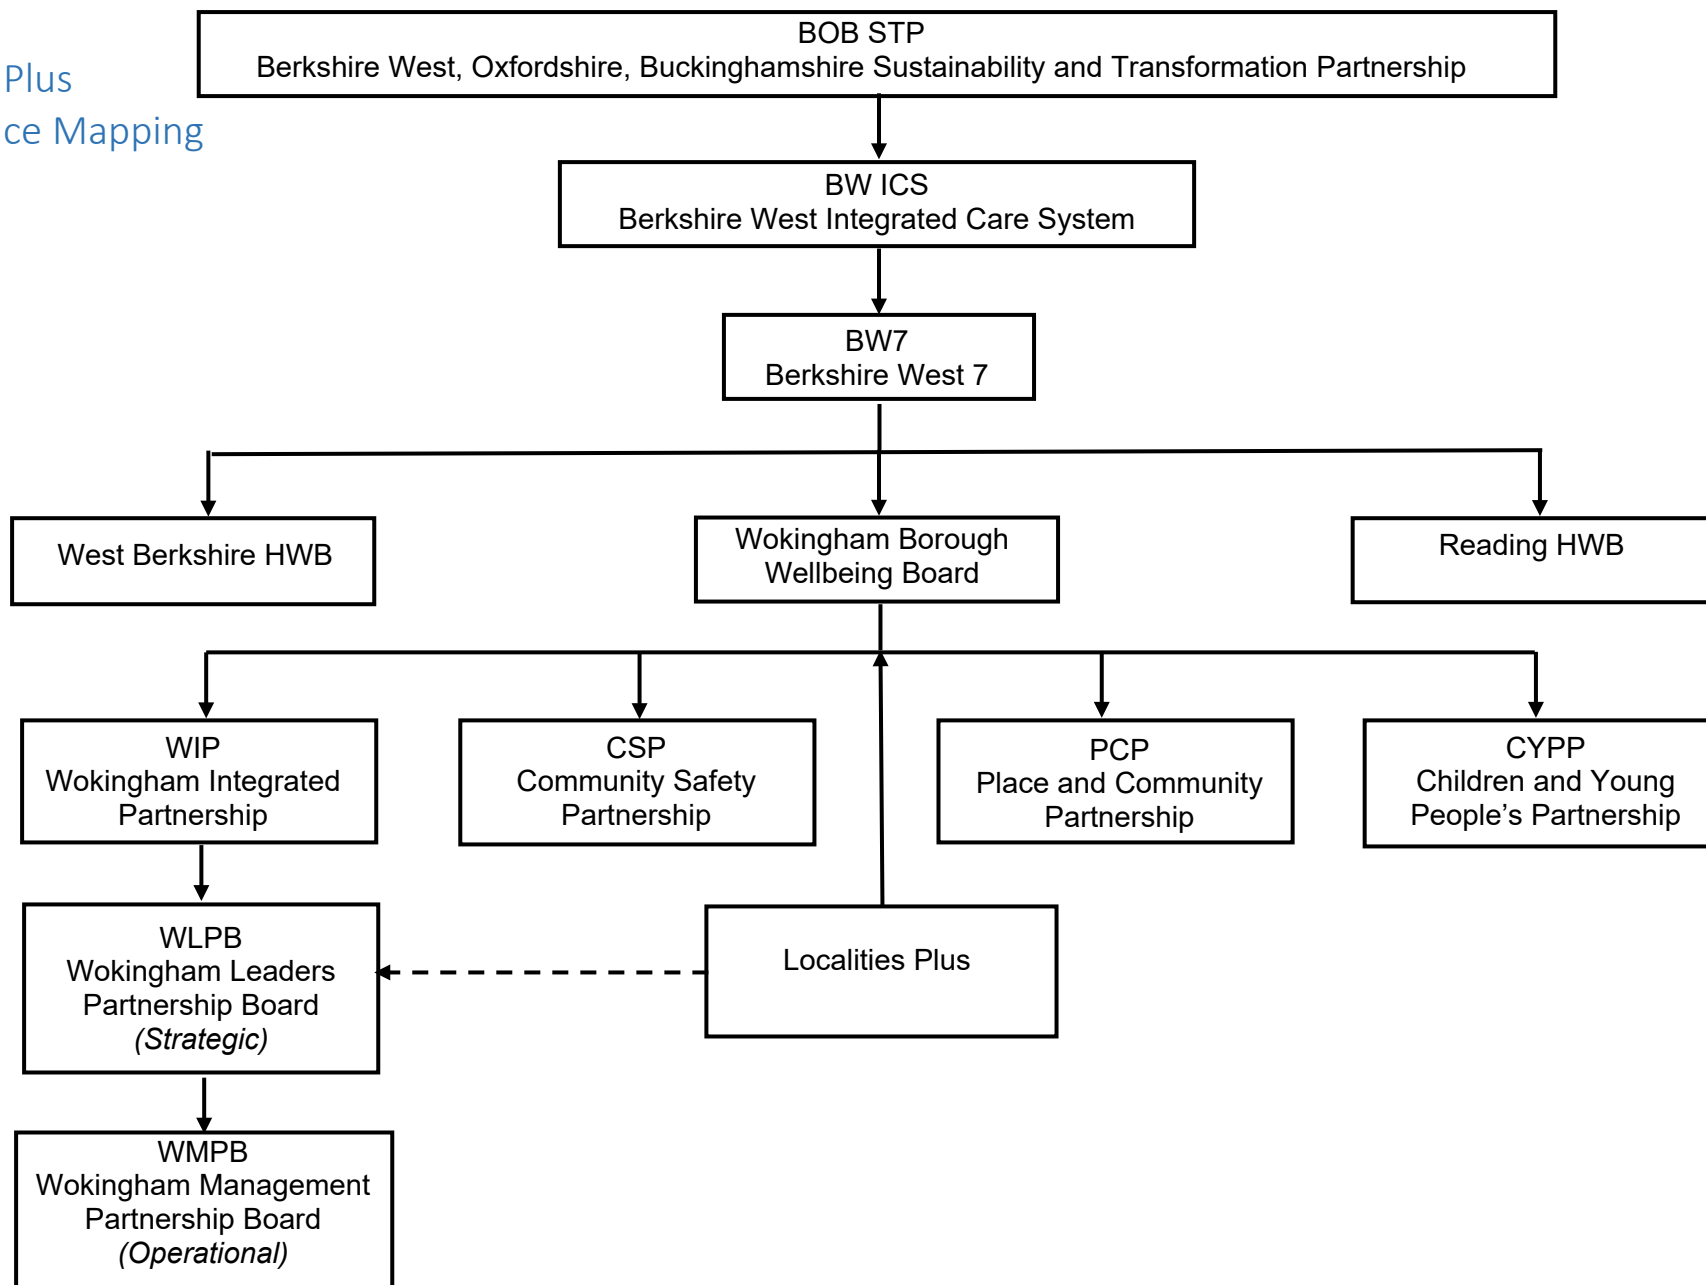 BOB STP
Berkshire West, Oxfordshire, Buckinghamshire Sustainability and Transformation Partnership
Plus
ce Mapping
BW ICS
Berkshire West Integrated Care System
BW7
Berkshire West 7
West Berkshire HWB
Wokingham Borough
Wellbeing Board
Reading HWB
WIP
Wokingham Integrated
Partnership
CSP
Community Safety
Partnership
PCP
Place and Community
Partnership
CYPP
Children and Young
People's Partnership
WLPB
Wokingham Leaders
Partnership Board
(Strategic)
Localities Plus
WMPB
Wokingham Management
Partnership Board
(Operational)